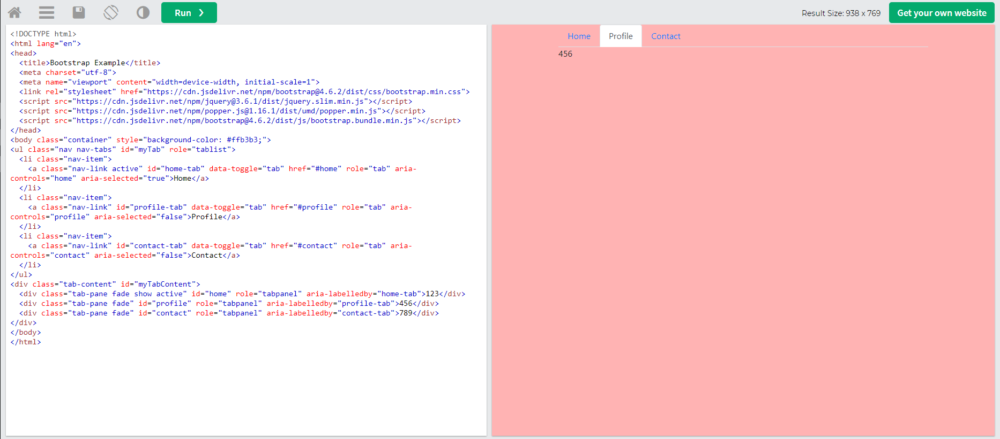 Run ❯
Result Size: 938 x 769
Get your own website
<!DOCTYPE html>
<html lang="en">
<head>
  <title>Bootstrap Example</title>
  <meta charset="utf-8">
  <meta name="viewport" content="width=device-width, initial-scale=1">
  <link rel="stylesheet" href="https://cdn.jsdelivr.net/npm/bootstrap@4.6.2/dist/css/bootstrap.min.css">
  <script src="https://cdn.jsdelivr.net/npm/jquery@3.6.1/dist/jquery.slim.min.js"></script>
  <script src="https://cdn.jsdelivr.net/npm/popper.js@1.16.1/dist/umd/popper.min.js"></script>
  <script src="https://cdn.jsdelivr.net/npm/bootstrap@4.6.2/dist/js/bootstrap.bundle.min.js"></script>
</head>
<body class="container" style="background-color: #ffb3b3;">
<ul class="nav nav-tabs" id="myTab" role="tablist">
  <li class="nav-item">
    <a class="nav-link active" id="home-tab" data-toggle="tab" href="#home" role="tab" aria-
controls="home" aria-selected="true">Home</a>
  </li>
  <li class="nav-item">
    <a class="nav-link" id="profile-tab" data-toggle="tab" href="#profile" role="tab" aria-
controls="profile" aria-selected="false">Profile</a>
  </li>
  <li class="nav-item">
    <a class="nav-link" id="contact-tab" data-toggle="tab" href="#contact" role="tab" aria-
controls="contact" aria-selected="false">Contact</a>
  </li>
</ul>
<div class="tab-content" id="myTabContent">
  <div class="tab-pane fade show active" id="home" role="tabpanel" aria-labelledby="home-tab">123</div>
  <div class="tab-pane fade" id="profile" role="tabpanel" aria-labelledby="profile-tab">456</div>
  <div class="tab-pane fade" id="contact" role="tabpanel" aria-labelledby="contact-tab">789</div>
</div>
</body>
</html>
Home Profile Contact
456